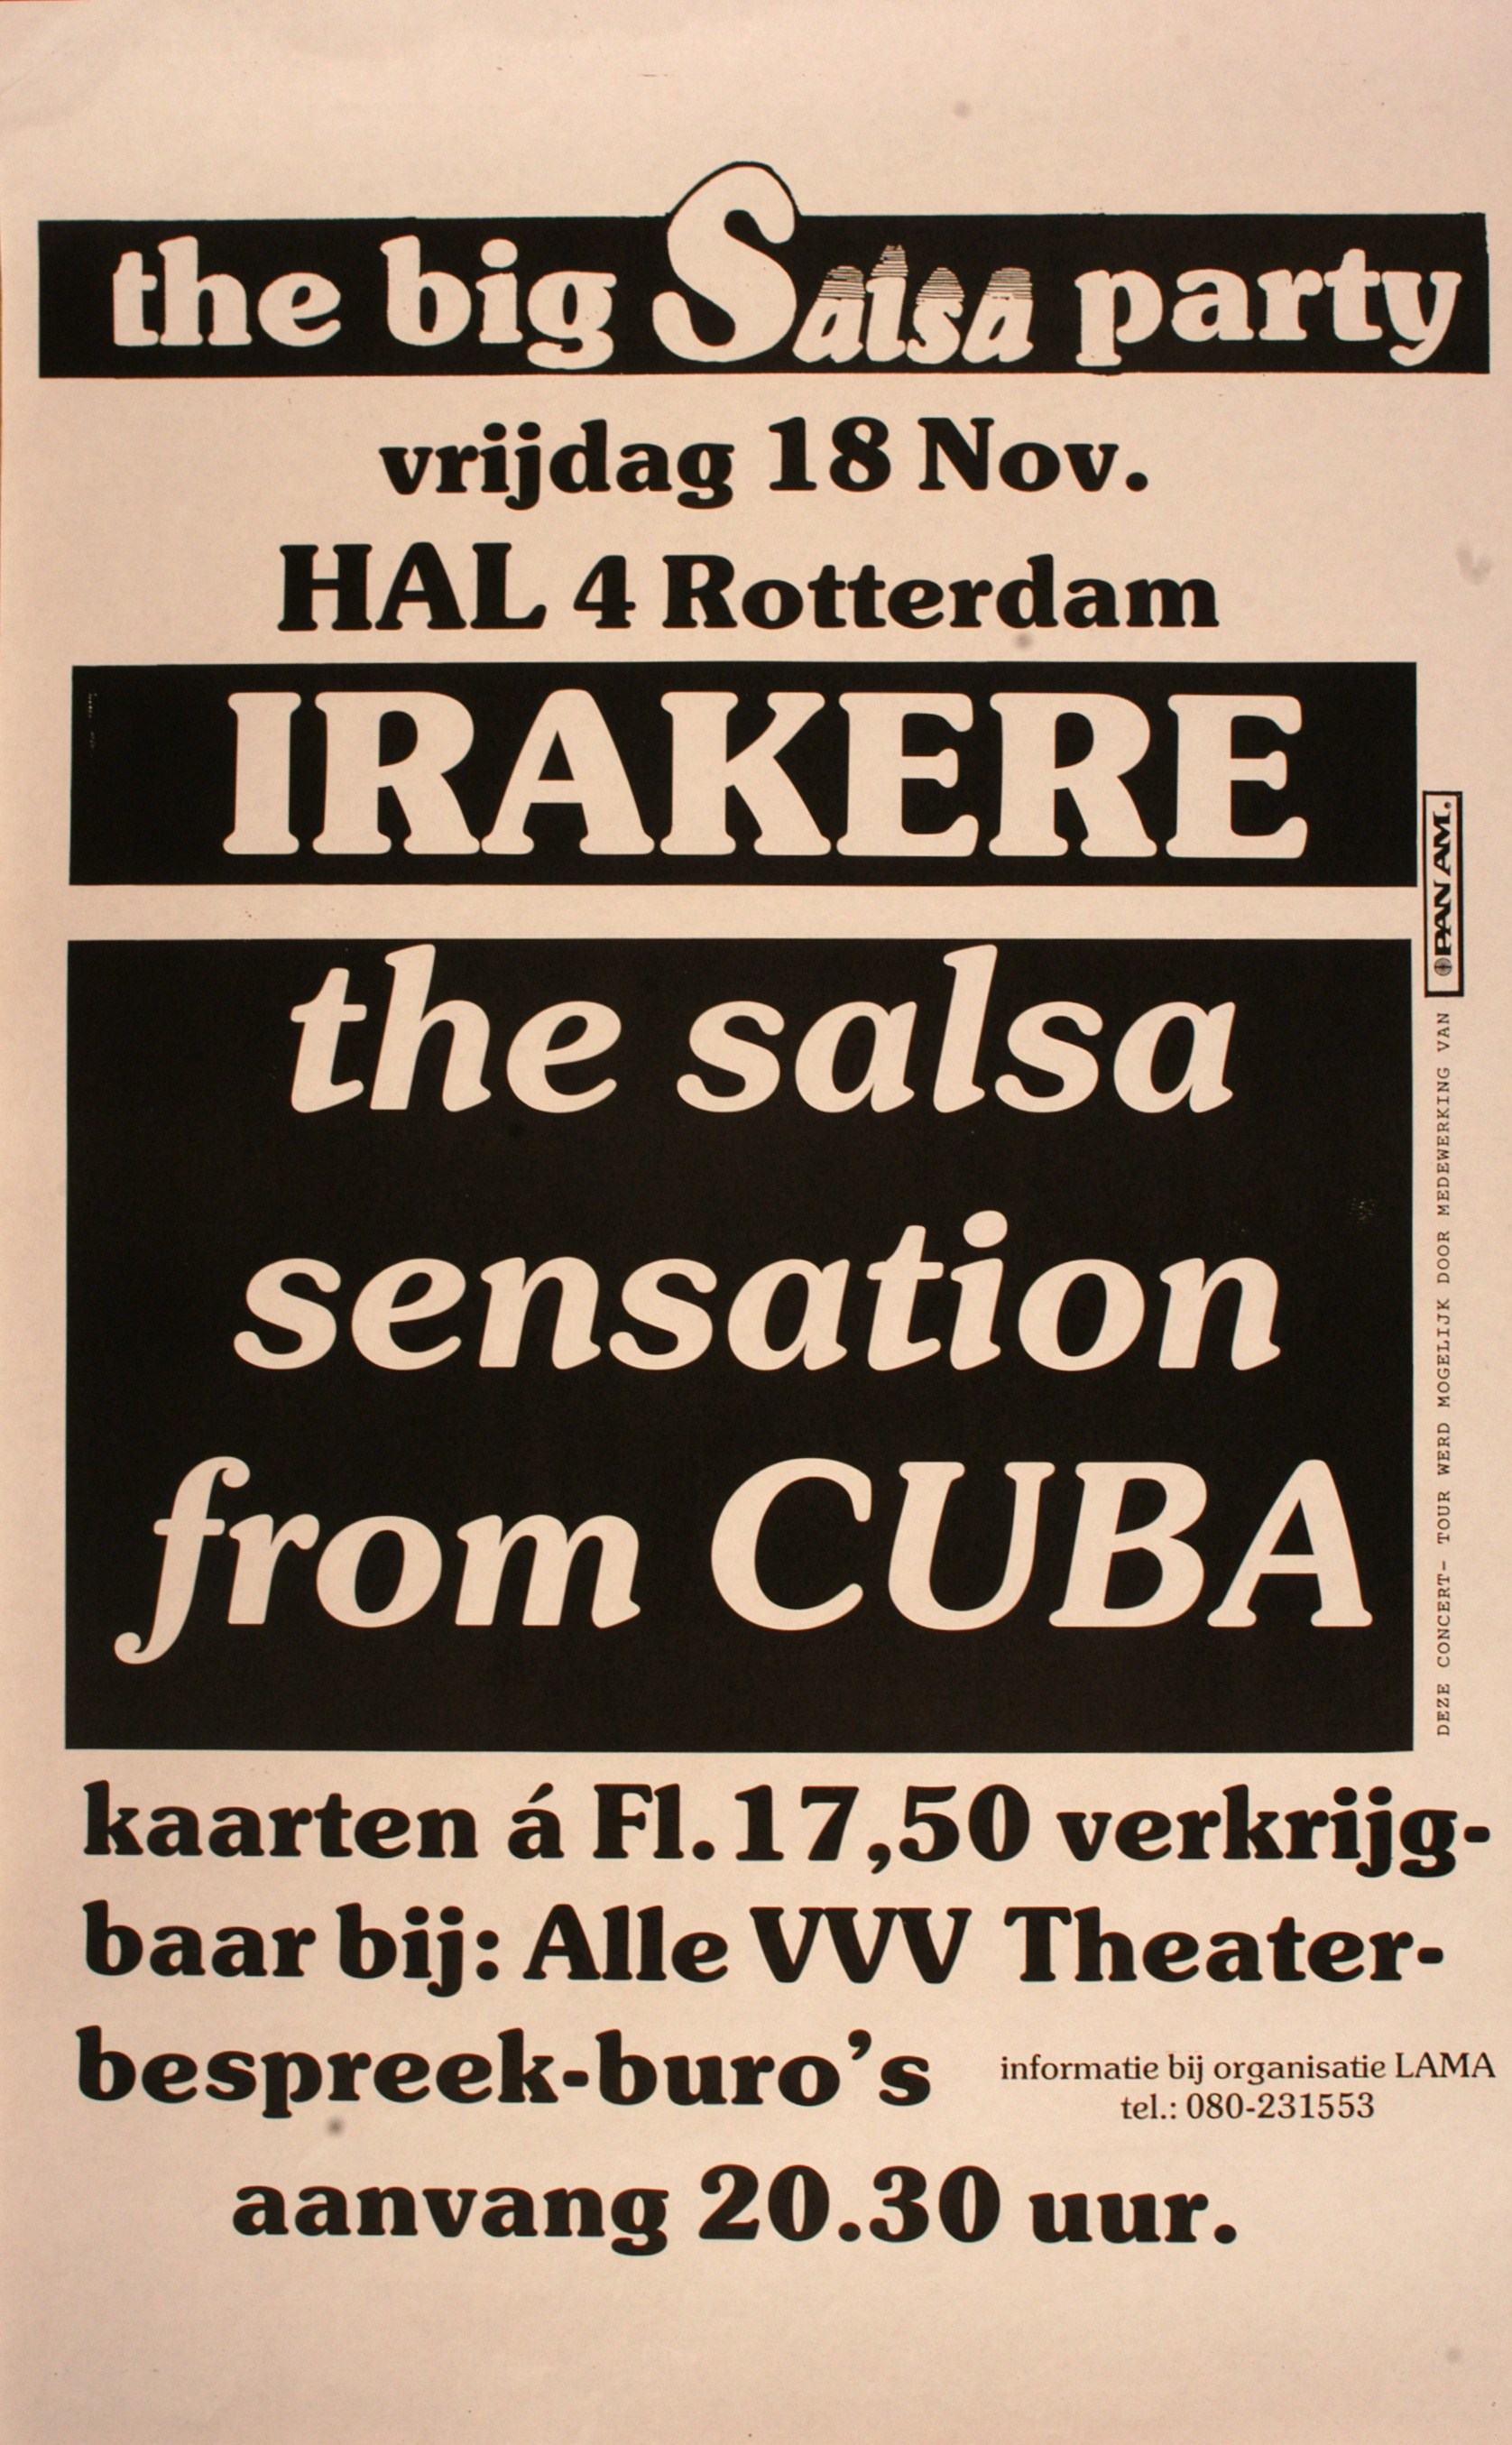 the big Salsa party
vrijdag 18 Nov.
HAL 4 Rotterdam
IRAKERE
the salsa
sensation
from CUBA
DEZE CONCERT- TOUR WERD MOGELIJK DOOR MEDEWERKING VAN PAN AM.
kaarten á Fl.17,50 verkrijg-
baar bij: Alle VVV Theater-
bespreek-buro's
informatie bij organisatie LAMA
tel.: 080-231553
aanvang 20.30 uur.